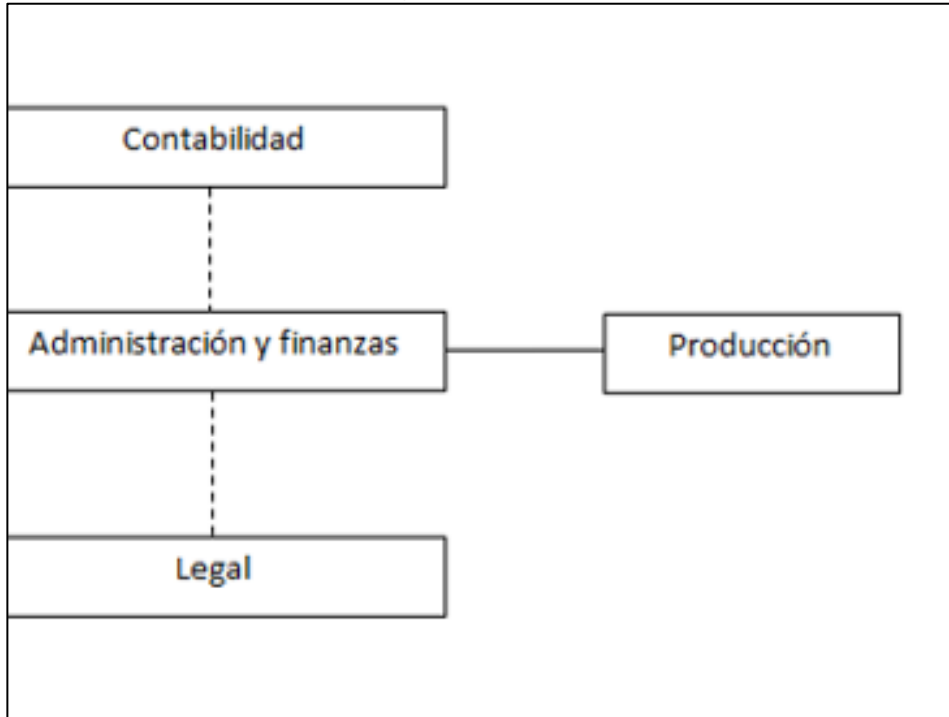 Contabilidad
Administración y finanzas
Producción
Legal